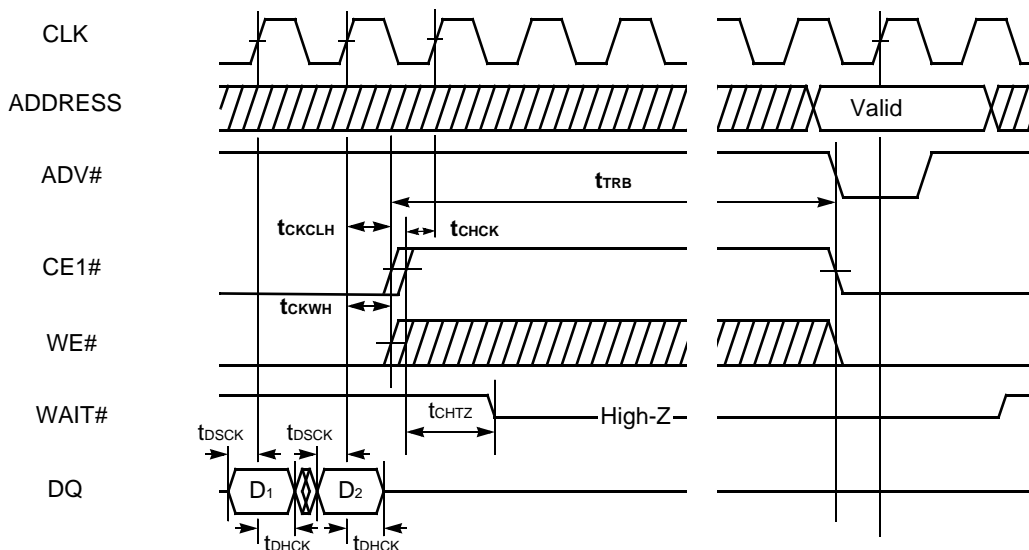 CLK
ADDRESS
Valid
ADV#
tTRB
tCKCLH
tCHCK
CE1#
tCKWH
WE#
WAIT#
tCHTZ
High-Z
tDSCK
tDSCK
DQ
D1
D2
tDHCK
tDHCK